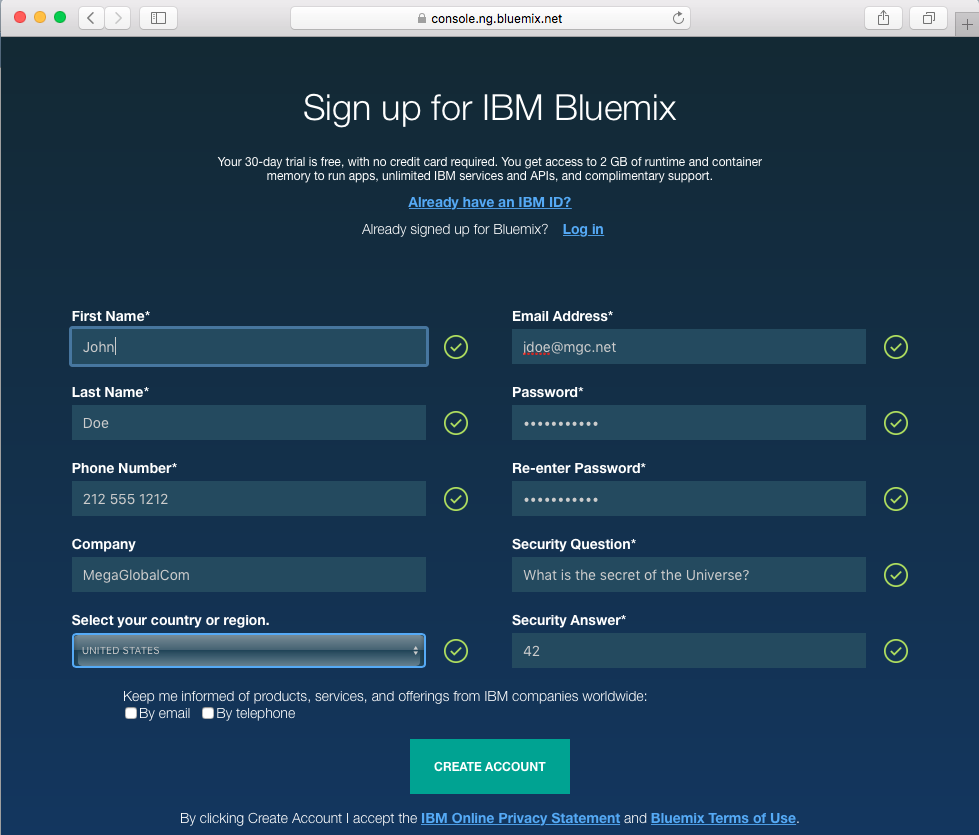 console.ng.bluemix.net
Sign up for IBM Bluemix
Your 30-day trial is free, with no credit card required. You get access to 2 GB of runtime and container
memory to run apps, unlimited IBM services and APIs, and complimentary support.
Already have an IBM ID?
Already signed up for Bluemix? Log in
First Name*
John
Last Name*
Doe
Phone Number*
212 555 1212
Company
MegaGlobalCom
Select your country or region.
UNITED STATES
Email Address*
jdoe@mgc.net
Password*
•••••••••••
Re-enter Password*
•••••••••••
Security Question*
What is the secret of the Universe?
Security Answer*
42
Keep me informed of products, services, and offerings from IBM companies worldwide:
By email By telephone
CREATE ACCOUNT
By clicking Create Account I accept the IBM Online Privacy Statement and Bluemix Terms of Use.